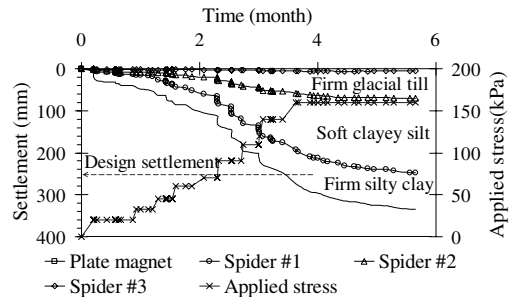 Time (month)
0 2 4 6
Settlement (mm)
0
100
200
300
400
Firm glacial till
Soft clayey silt
Design settlement
Firm silty clay
200
150
100
50
0
Applied stress(kPa)
Plate magnet Spider #1 Spider #2
Spider #3 Applied stress